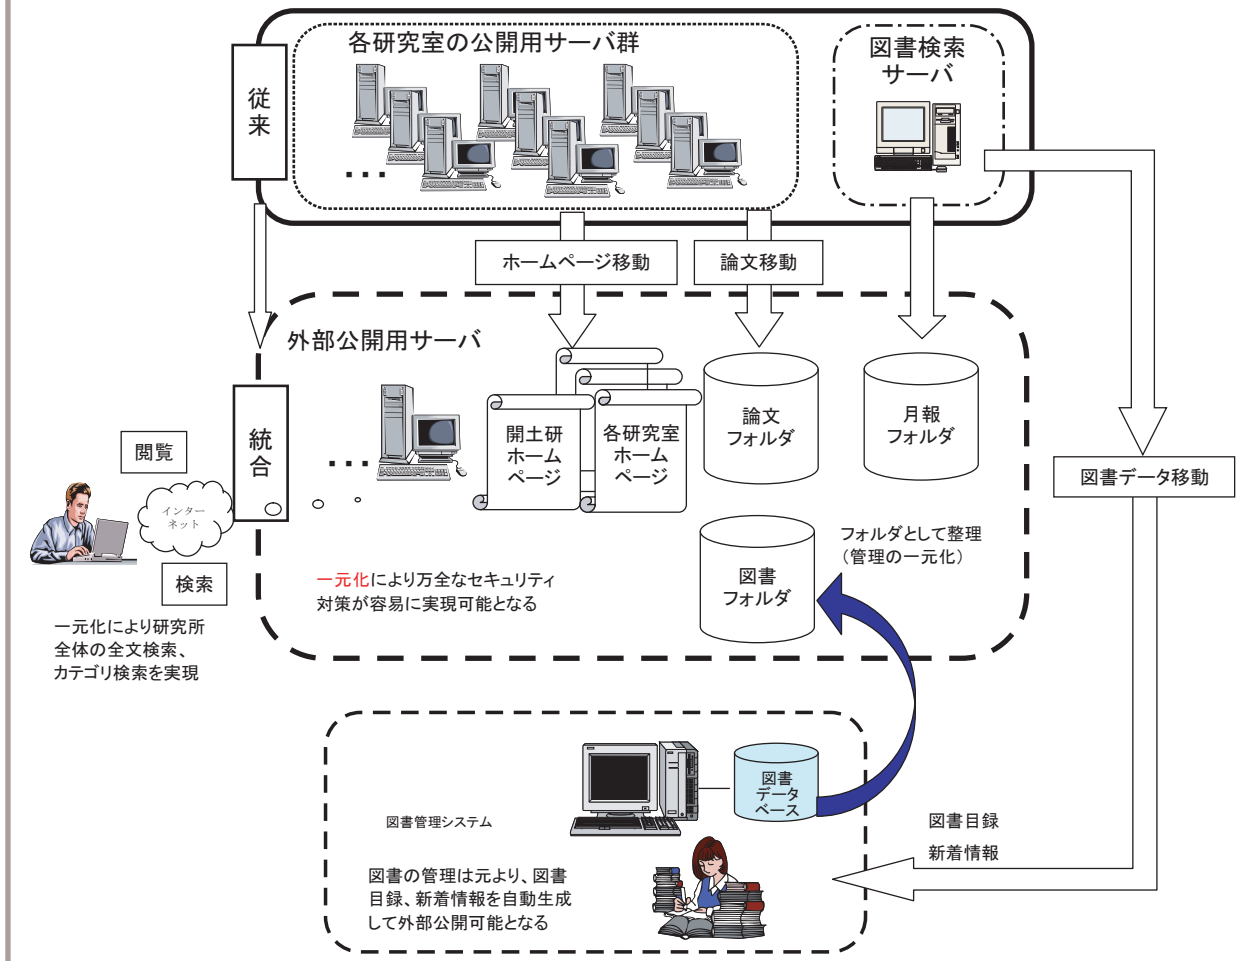 従来
各研究室の公開用サーバ群
図書検索
サーバ
...
ホームページ移動
論文移動
外部公開用サーバ
統合
...
開土研
ホーム
ページ
各研究室
ホーム
ページ
論文
フォルダ
月報
フォルダ
図書データ移動
閲覧
インター
ネット
検索
一元化により研究所
全体の全文検索、
カテゴリ検索を実現
一元化により万全なセキュリティ
対策が容易に実現可能となる
図書
フォルダ
フォルダとして整理
（管理の一元化）
図書
データ
ベース
図書管理システム
図書の管理は元より、図書
目録、新着情報を自動生成
して外部公開可能となる
図書目録
新着情報